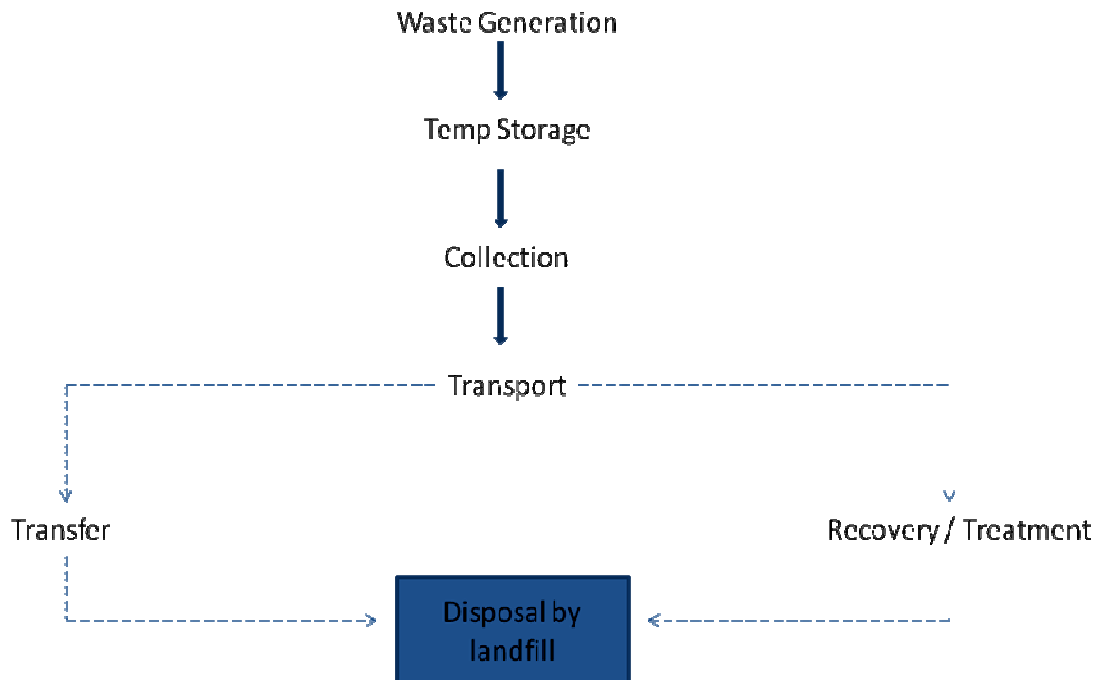 Waste Generation
Temp Storage
Collection
Transport
Transfer
Recovery / Treatment
Disposal by
landfill